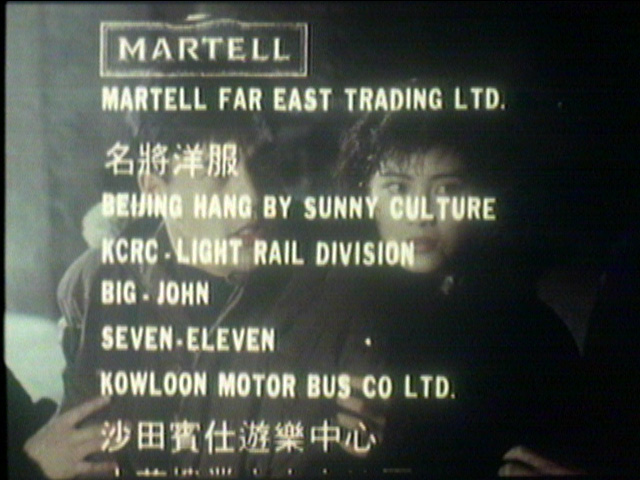 MARTELL
MARTELL FAR EAST TRADING LTD.
名將洋服
BEIJING HANG BY SUNNY CULTURE
KCRC-LIGHT RAIL DIVISION
BIG-JOHN
SEVEN-ELEVEN
KOWLOON MOTOR BUS CO LTD.
沙田賓仕遊樂中心